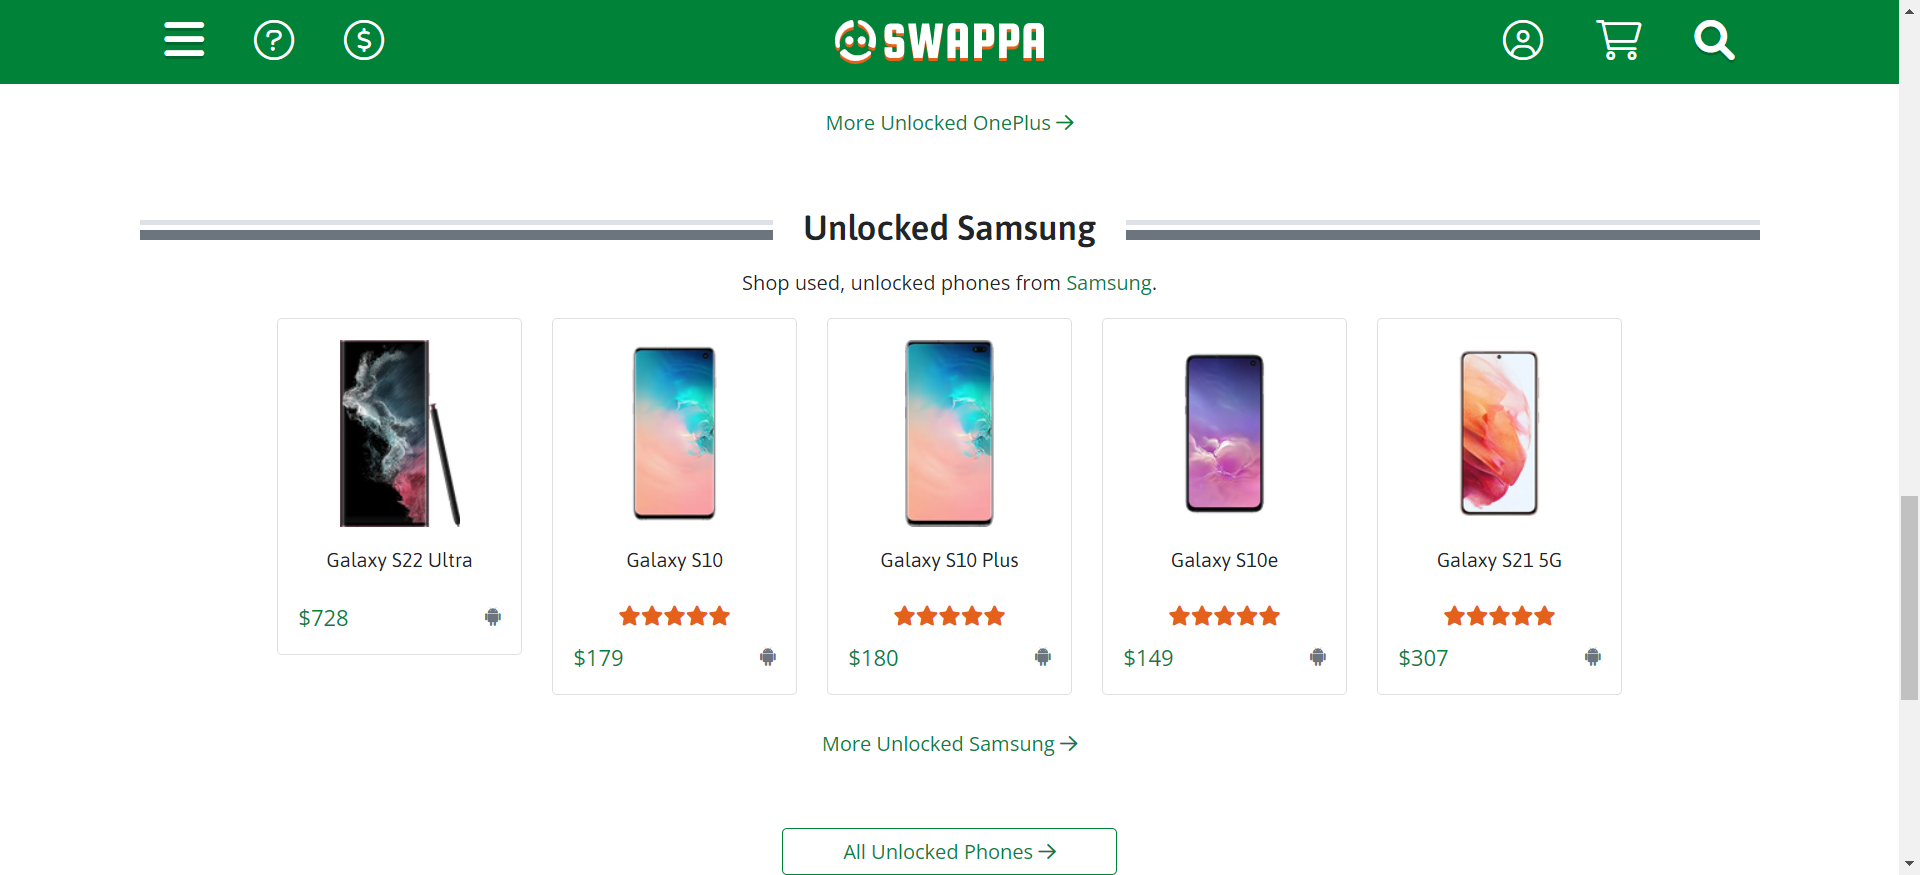 SWAPPA
More Unlocked OnePlus
Unlocked Samsung
Shop used, unlocked phones from Samsung.
Galaxy S22 Ultra
$728
Galaxy S10
$179
Galaxy S10 Plus
$180
Galaxy S10e
$149
Galaxy S21 5G
$307
More Unlocked Samsung
All Unlocked Phones